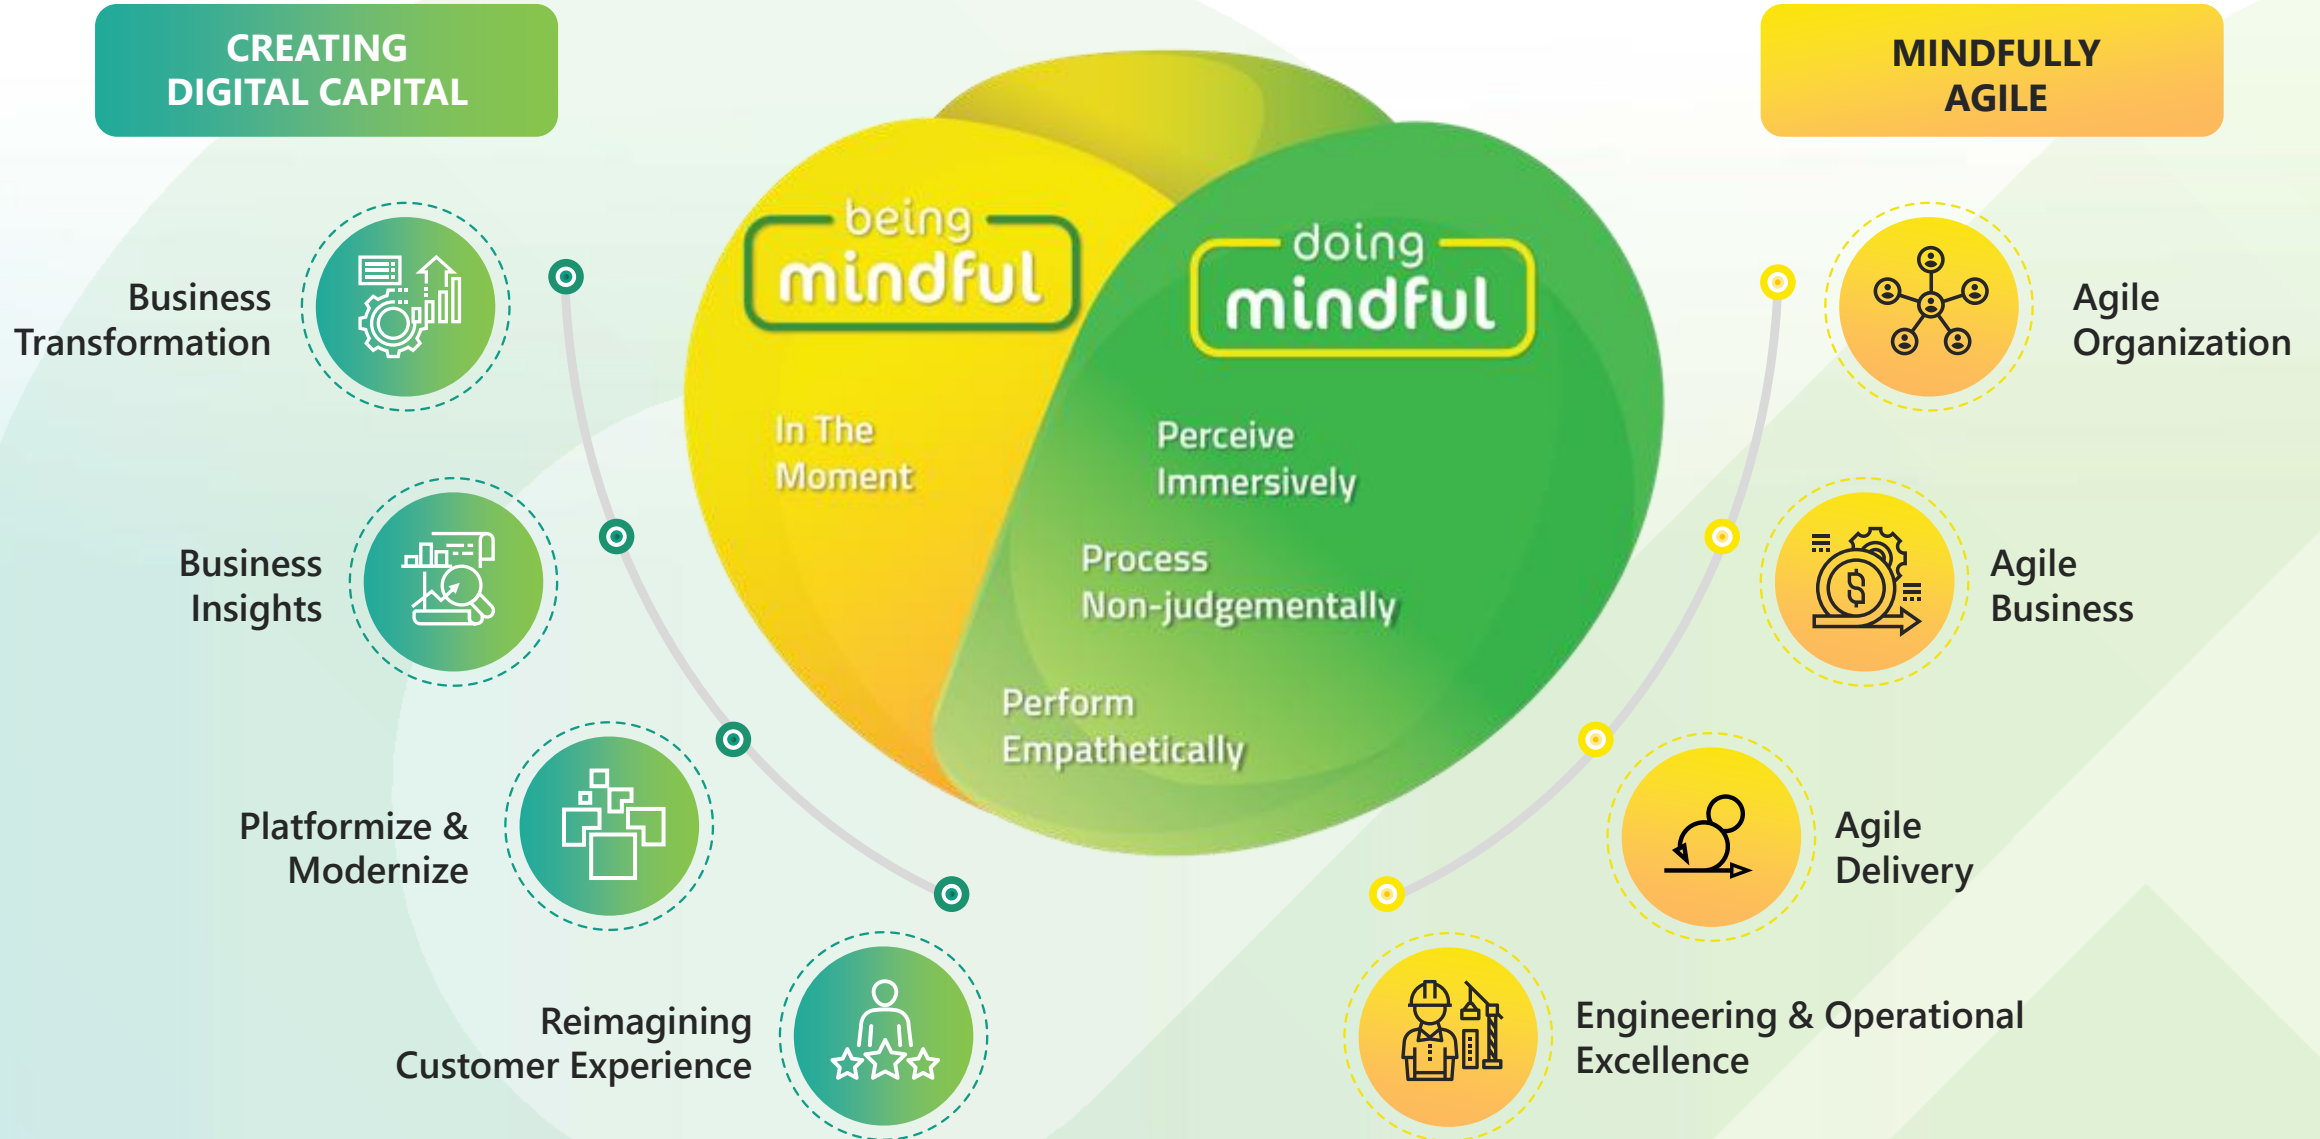 CREATING
DIGITAL CAPITAL
Business
Transformation
Business
Insights
Platformize &
Modernize
Reimagining
Customer Experience
being
mindful
In The
Moment
doing
mindful
Perceive
Immersively
Process
Non-judgementally
Perform
Empathetically
MINDFULLY
AGILE
Agile
Organization
$
Agile
Business
Agile
Delivery
Engineering & Operational
Excellence